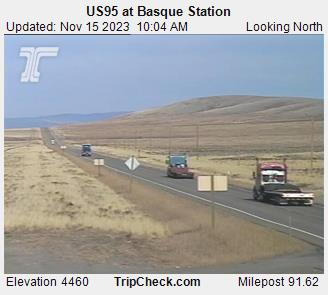 US95 at Basque Station
Updated: Nov 15 2023 10:04 AM Looking North
Elevation 4460 TripCheck.com Milepost 91.62